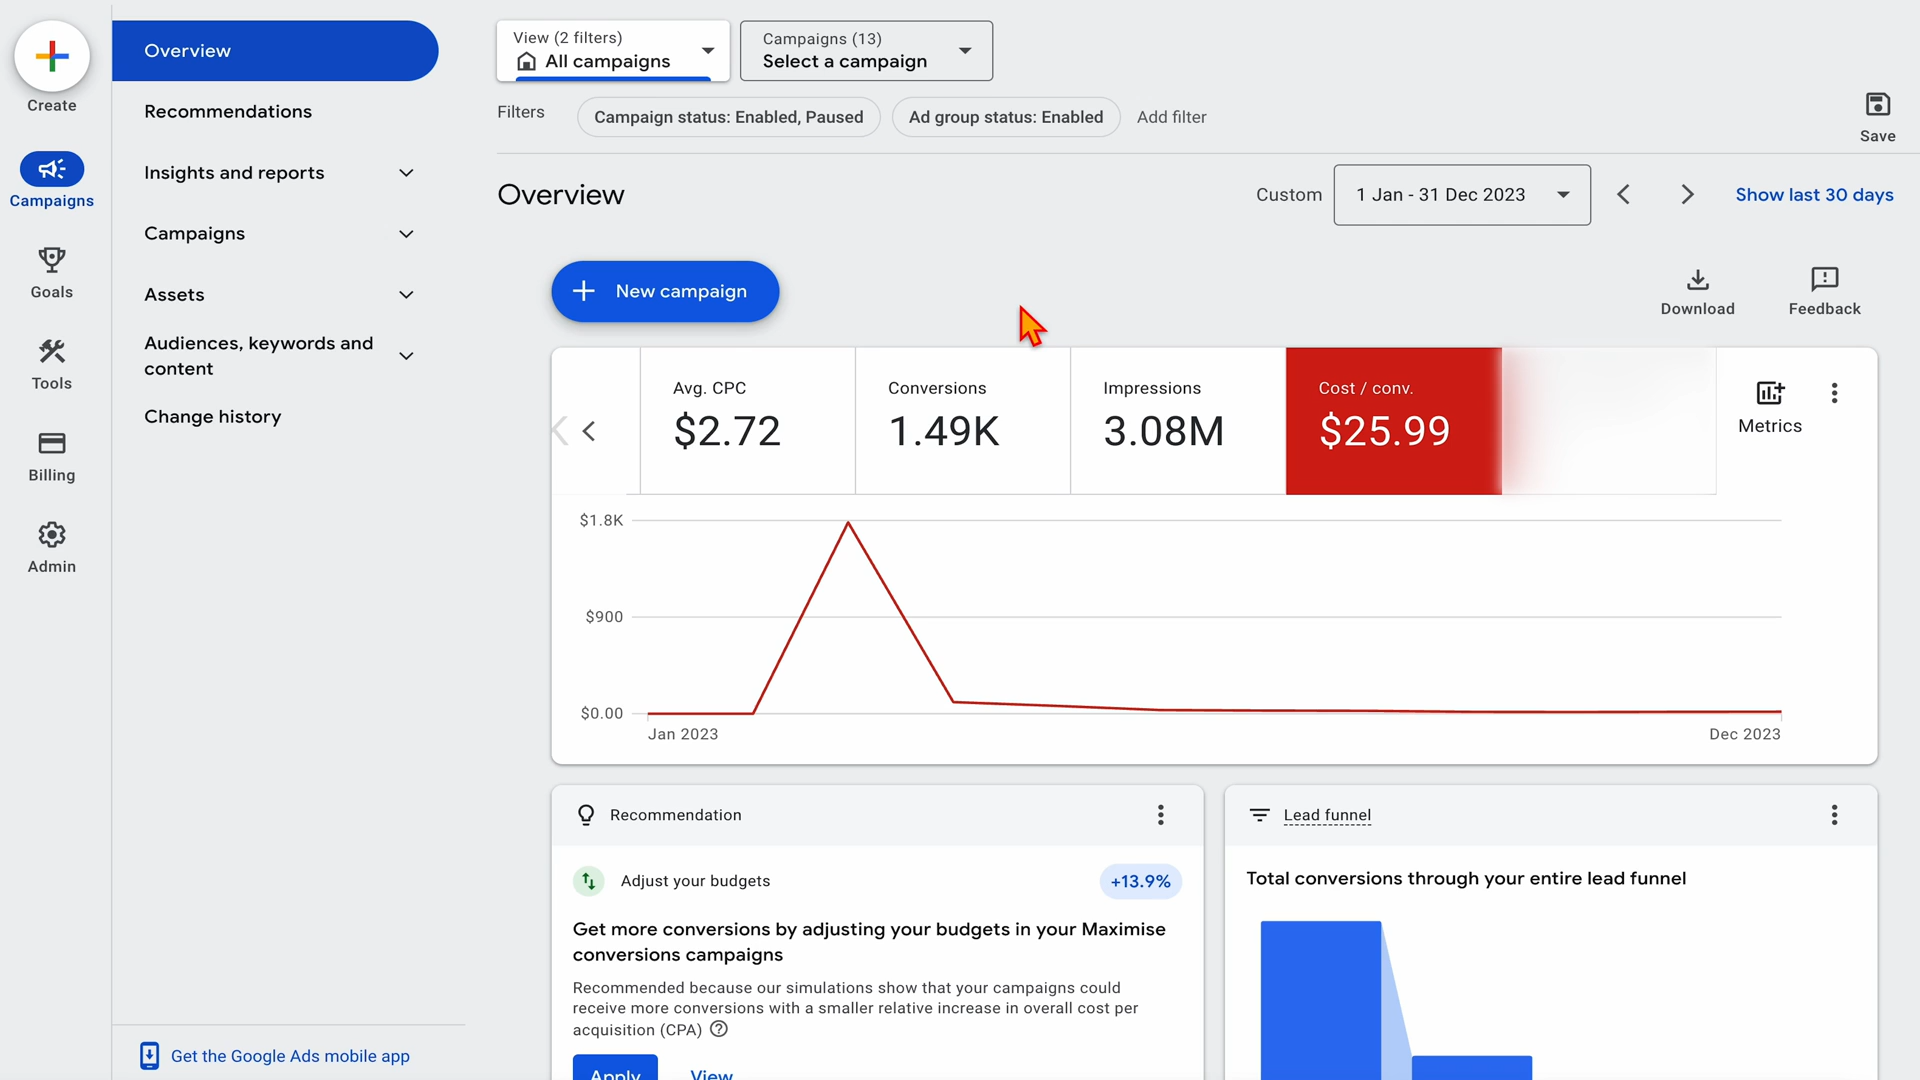 Create
Campaigns
Goals
Tools
Billing
Admin
Overview
Recommendations
Insights and reports
Campaigns
Assets
Audiences, keywords and
content
Change history
Get the Google Ads mobile app
View (2 filters)
All campaigns
Campaigns (13)
Select a campaign
Filters
Campaign status: Enabled, Paused
Ad group status: Enabled
Add filter
Save
Overview
Custom
1 Jan - 31 Dec 2023
Show last 30 days
New campaign
Download
Feedback
Avg. CPC
$2.72
Conversions
1.49K
Impressions
3.08M
Cost / conv.
$25.99
Metrics
$1.8K
$900
$0.00
Jan 2023
Dec 2023
Recommendation
Adjust your budgets
+13.9%
Get more conversions by adjusting your budgets in your Maximise
conversions campaigns
Recommended because our simulations show that your campaigns could
receive more conversions with a smaller relative increase in overall cost per
acquisition (CPA)
Apply
View
Lead funnel
Total conversions through your entire lead funnel